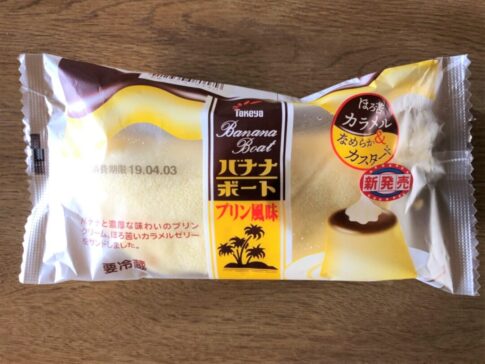 Takeya
Banana
Boat
バナナ
ボート
プリン風味
ほろ苦
カラメル
&
なめらか
カスタード
新発売
消費期限 19.04.03
バナナと濃厚な味わいのプリン
クリーム、ほろ苦いカラメルゼリー
をサンドしました。
要冷蔵